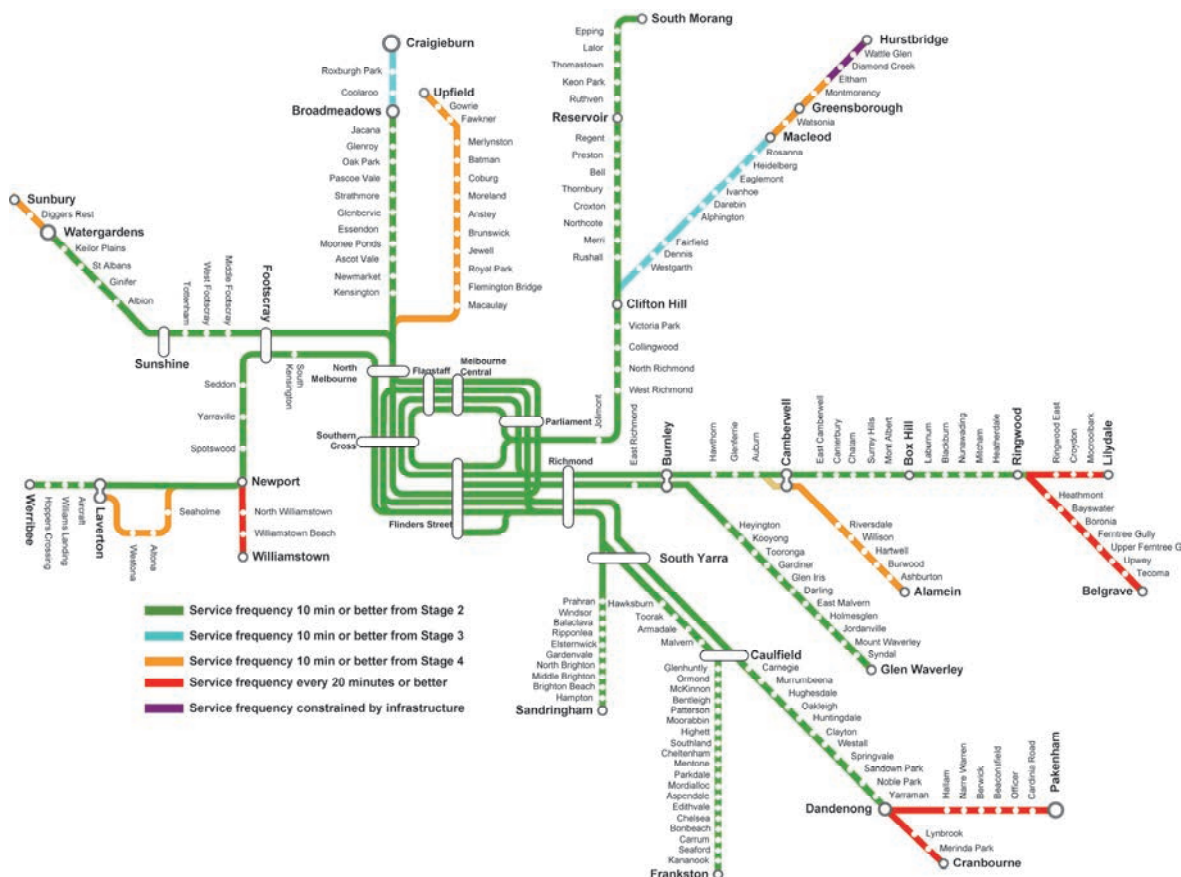 South Morang
Epping
Lalor
Thomastown
Keon Park
Ruthven
Reservoir
Regent
Preston
Bell
Thornbury
Croxton
Northcote
Merri
Rushall
Clifton Hill
Victoria Park
Collingwood
North Richmond
West Richmond
Jolimont
Hurstbridge
Wattle Glen
Diamond Creek
Eltham
Montmorency
Greensborough
Watsonia
Macleod
Rosanna
Heidelberg
Eaglemont
Ivanhoe
Darebin
Alphington
Fairfield
Dennis
Westgarth
Craigieburn
Roxburgh Park
Coolaroo
Broadmeadows
Jacana
Glenroy
Oak Park
Pascoe Vale
Strathmore
Glenbervie
Essendon
Moonee Ponds
Ascot Vale
Newmarket
Kensington
Upfield
Gowrie
Fawkner
Merlynston
Batman
Coburg
Moreland
Anstey
Brunswick
Jewell
Royal Park
Flemington Bridge
Macaulay
Sunbury
Diggers Rest
Watergardens
Keilor Plains
St Albans
Ginifer
Albion
Sunshine
Tottenham
West Footscray
Middle Footscray
Footscray
South
Kensington
North
Melbourne
Flagstaff
Melbourne
Central
Parliament
Southern
Gross
Flinders Street
Richmond
Seddon
Yarraville
Spotswood
Newport
North Williamstown
Williamstown Beach
Williamstown
Werribee
Hoppers Crossing
Williams Landing
Aircraft
Laverton
Westona
Altona
Seaholme
East Richmond
Burnley
Hawthorn
Glenferrie
Auburn
Camberwell
East Camberwell
Canterbury
Chatam
Surrey Hills
Mont Albert
Box Hill
Laburnum
Blackburn
Nunawading
Mitcham
Heatherdale
Ringwood
Ringwood East
Croydon
Mooroolbark
Lilydale
Heathmont
Bayswater
Boronia
Ferntree Gully
Upper Ferntree G
Upwey
Tecoma
Belgrave
Riversdale
Willison
Hartwell
Burwood
Ashburton
Alamein
Heyington
Kooyong
Tooronga
Gardiner
Glen Iris
Darling
East Malvern
Holmesglen
Jordanville
Mount Waverley
Syndal
Glen Waverley
South Yarra
Prahran
Windsor
Balaclava
Ripponlea
Elsternwick
Gardenvale
North Brighton
Middle Brighton
Brighton Beach
Hampton
Sandringham
Hawksburn
Toorak
Armadale
Malvern
Caulfield
Glenhuntly
Ormond
McKinnon
Bentleigh
Patterson
Moorabbin
Highett
Southland
Cheltenham
Mentone
Parkdale
Mordialloc
Aspendale
Edithvale
Chelsea
Bonbeach
Carrum
Seaford
Kananook
Frankston
Carnegie
Murrumbeena
Hughesdale
Oakleigh
Huntingdale
Clayton
Westall
Springvale
Sandown Park
Noble Park
Yarraman
Dandenong
Hallam
Narre Warren
Berwick
Beaconsfield
Officer
Cardinia Road
Pakenham
Lynbrook
Merinda Park
Cranbourne
Service frequency 10 min or better from Stage 2
Service frequency 10 min or better from Stage 3
Service frequency 10 min or better from Stage 4
Service frequency every 20 minutes or better
Service frequency constrained by infrastructure